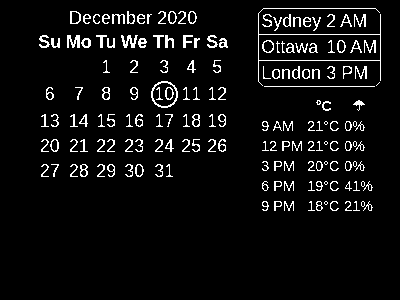 December 2020
Su Mo Tu We Th Fr Sa
1 2 3 4 5
6 7 8 9 10 11 12
13 14 15 16 17 18 19
20 21 22 23 24 25 26
27 28 29 30 31
Sydney 2 AM
Ottawa 10 AM
London 3 PM
°C ☂
9 AM 21°C 0%
12 PM 21°C 0%
3 PM 20°C 0%
6 PM 19°C 41%
9 PM 18°C 21%